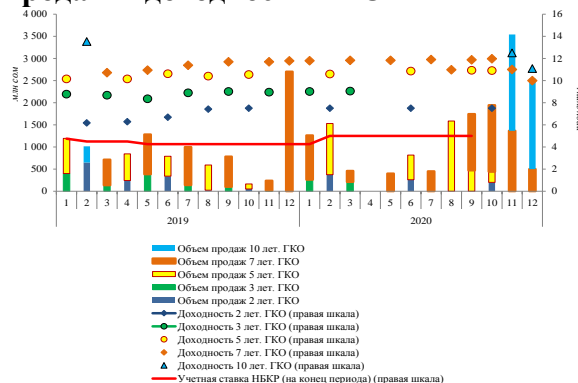 млн сом
4 000
3 500
3 000
2 500
2 000
1 500
1 000
500
0
16
14
12
10
8
6
4
2
0
1 2 3 4 5 6 7 8 9 10 11 12 1 2 3 4 5 6 7 8 9 10 11 12
2019 2020
Объем продаж 10 лет. ГКО
Объем продаж 7 лет. ГКО
Объем продаж 5 лет. ГКО
Объем продаж 3 лет. ГКО
Объем продаж 2 лет. ГКО
Доходность 2 лет. ГКО (правая шкала)
Доходность 3 лет. ГКО (правая шкала)
Доходность 5 лет. ГКО (правая шкала)
Доходность 7 лет. ГКО (правая шкала)
Доходность 10 лет. ГКО (правая шкала)
Учетная ставка НБКР (на конец периода) (правая шкала)